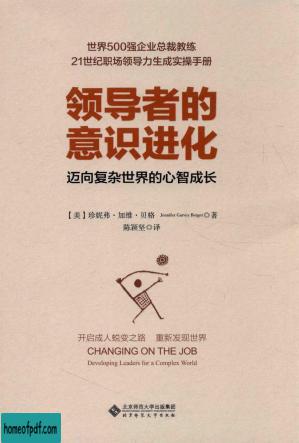 世界500强企业总裁教练
21世纪职场领导力生成实操手册
领导者的
意识进化
迈向复杂世界的心智成长
【美】珍妮弗·加维·贝格 Jennifer Garvey Berger 著
陈颖坚 译
开启成人蜕变之路 重新发现世界
CHANGING ON THE JOB
Developing Leaders for a Complex World
北京师范大学出版集团
北京师范大学出版社
homeofpdf.com